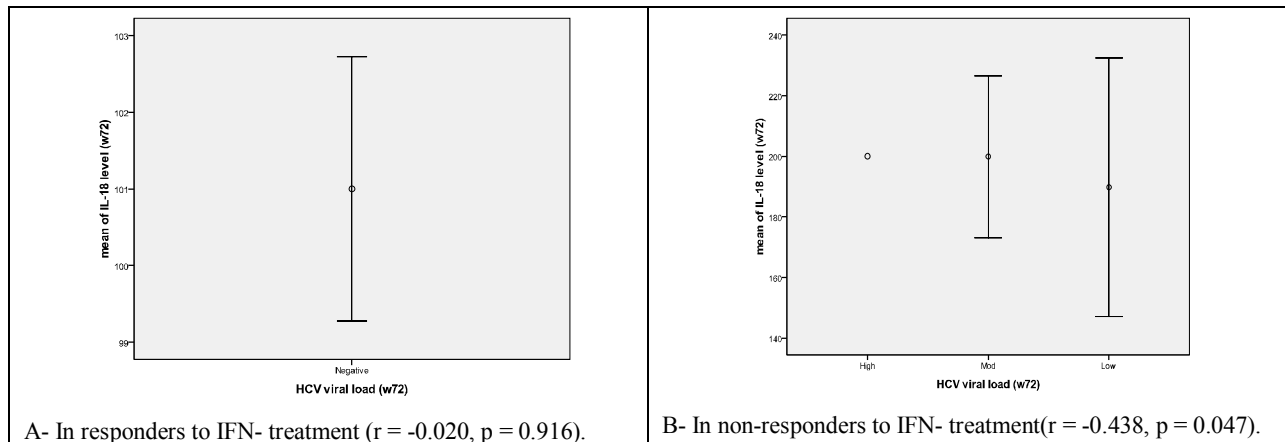 103
102
101
100
99
mean of IL-18 level (w72)
Negative
HCV viral load (w72)
A- In responders to IFN- treatment (r = -0.020, p = 0.916).
240
220
200
180
160
140
mean of IL-18 level (w72)
High Mod Low
HCV viral load (w72)
B- In non-responders to IFN- treatment(r = -0.438, p = 0.047).